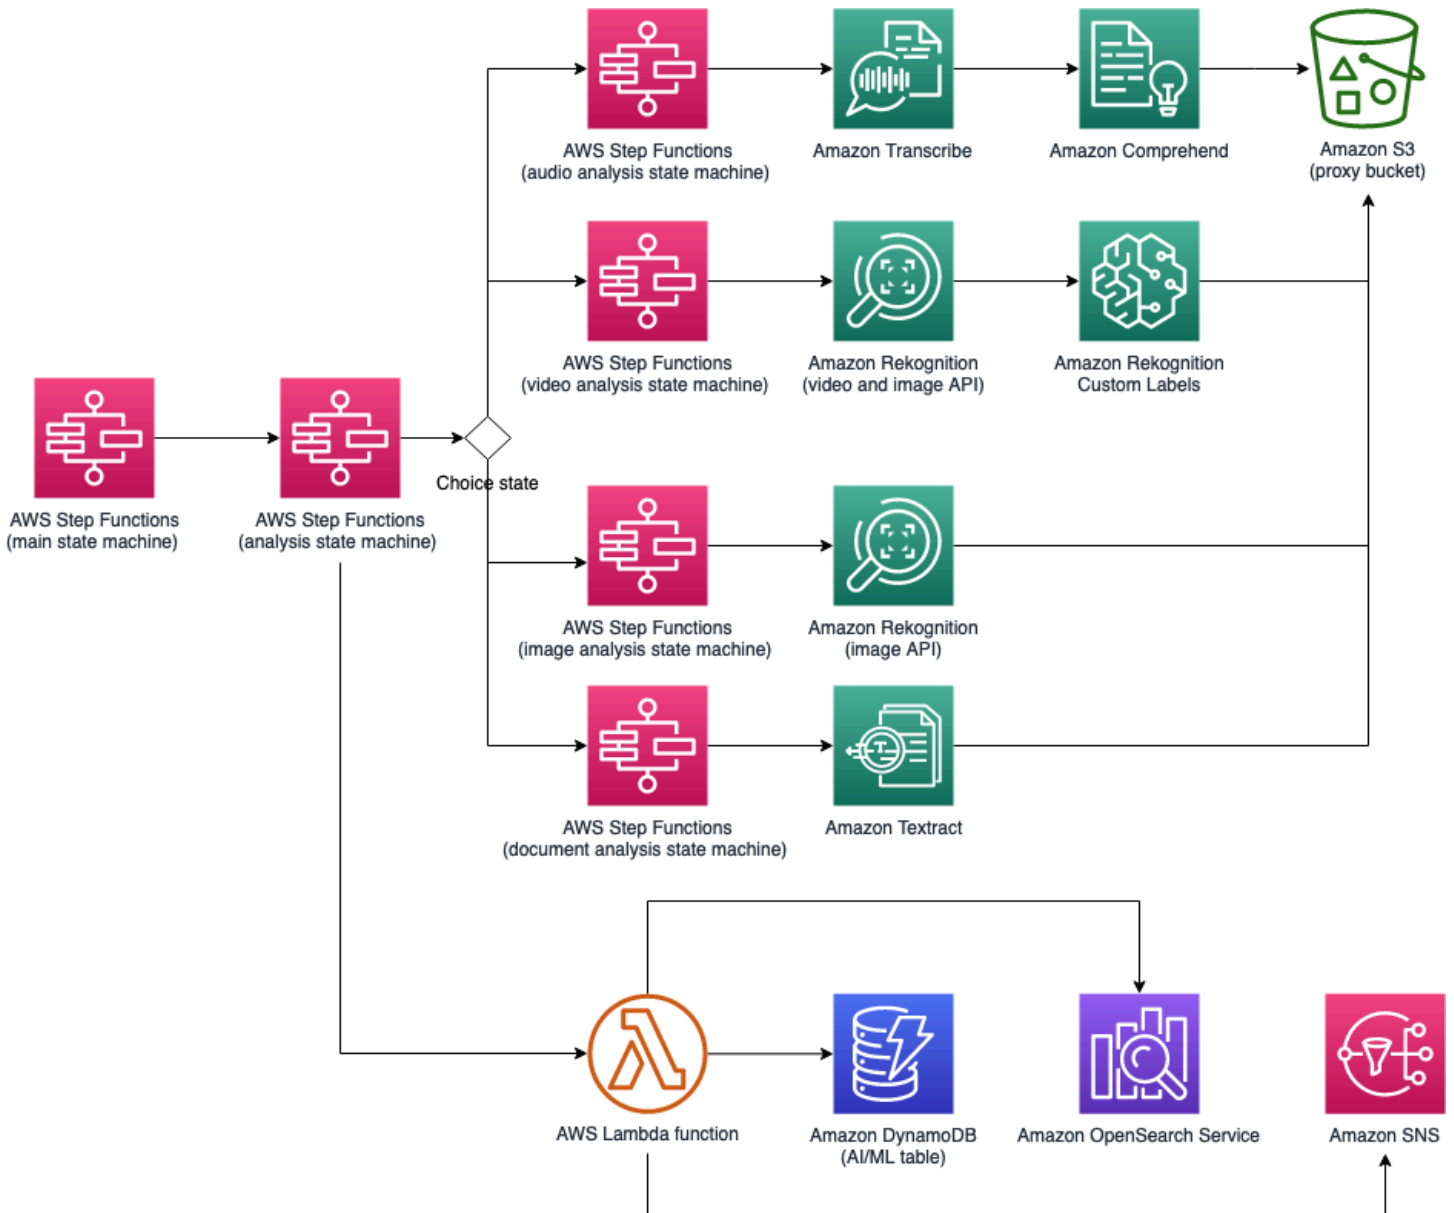 AWS Step Functions
(audio analysis state machine)
Amazon Transcribe
Amazon Comprehend
Amazon S3
(proxy bucket)
AWS Step Functions
(video analysis state machine)
Amazon Rekognition
(video and image API)
Amazon Rekognition
Custom Labels
Choice state
AWS Step Functions
(main state machine)
AWS Step Functions
(analysis state machine)
AWS Step Functions
(image analysis state machine)
Amazon Rekognition
(image API)
AWS Step Functions
(document analysis state machine)
Amazon Textract
AWS Lambda function
Amazon DynamoDB
(AI/ML table)
Amazon OpenSearch Service
Amazon SNS